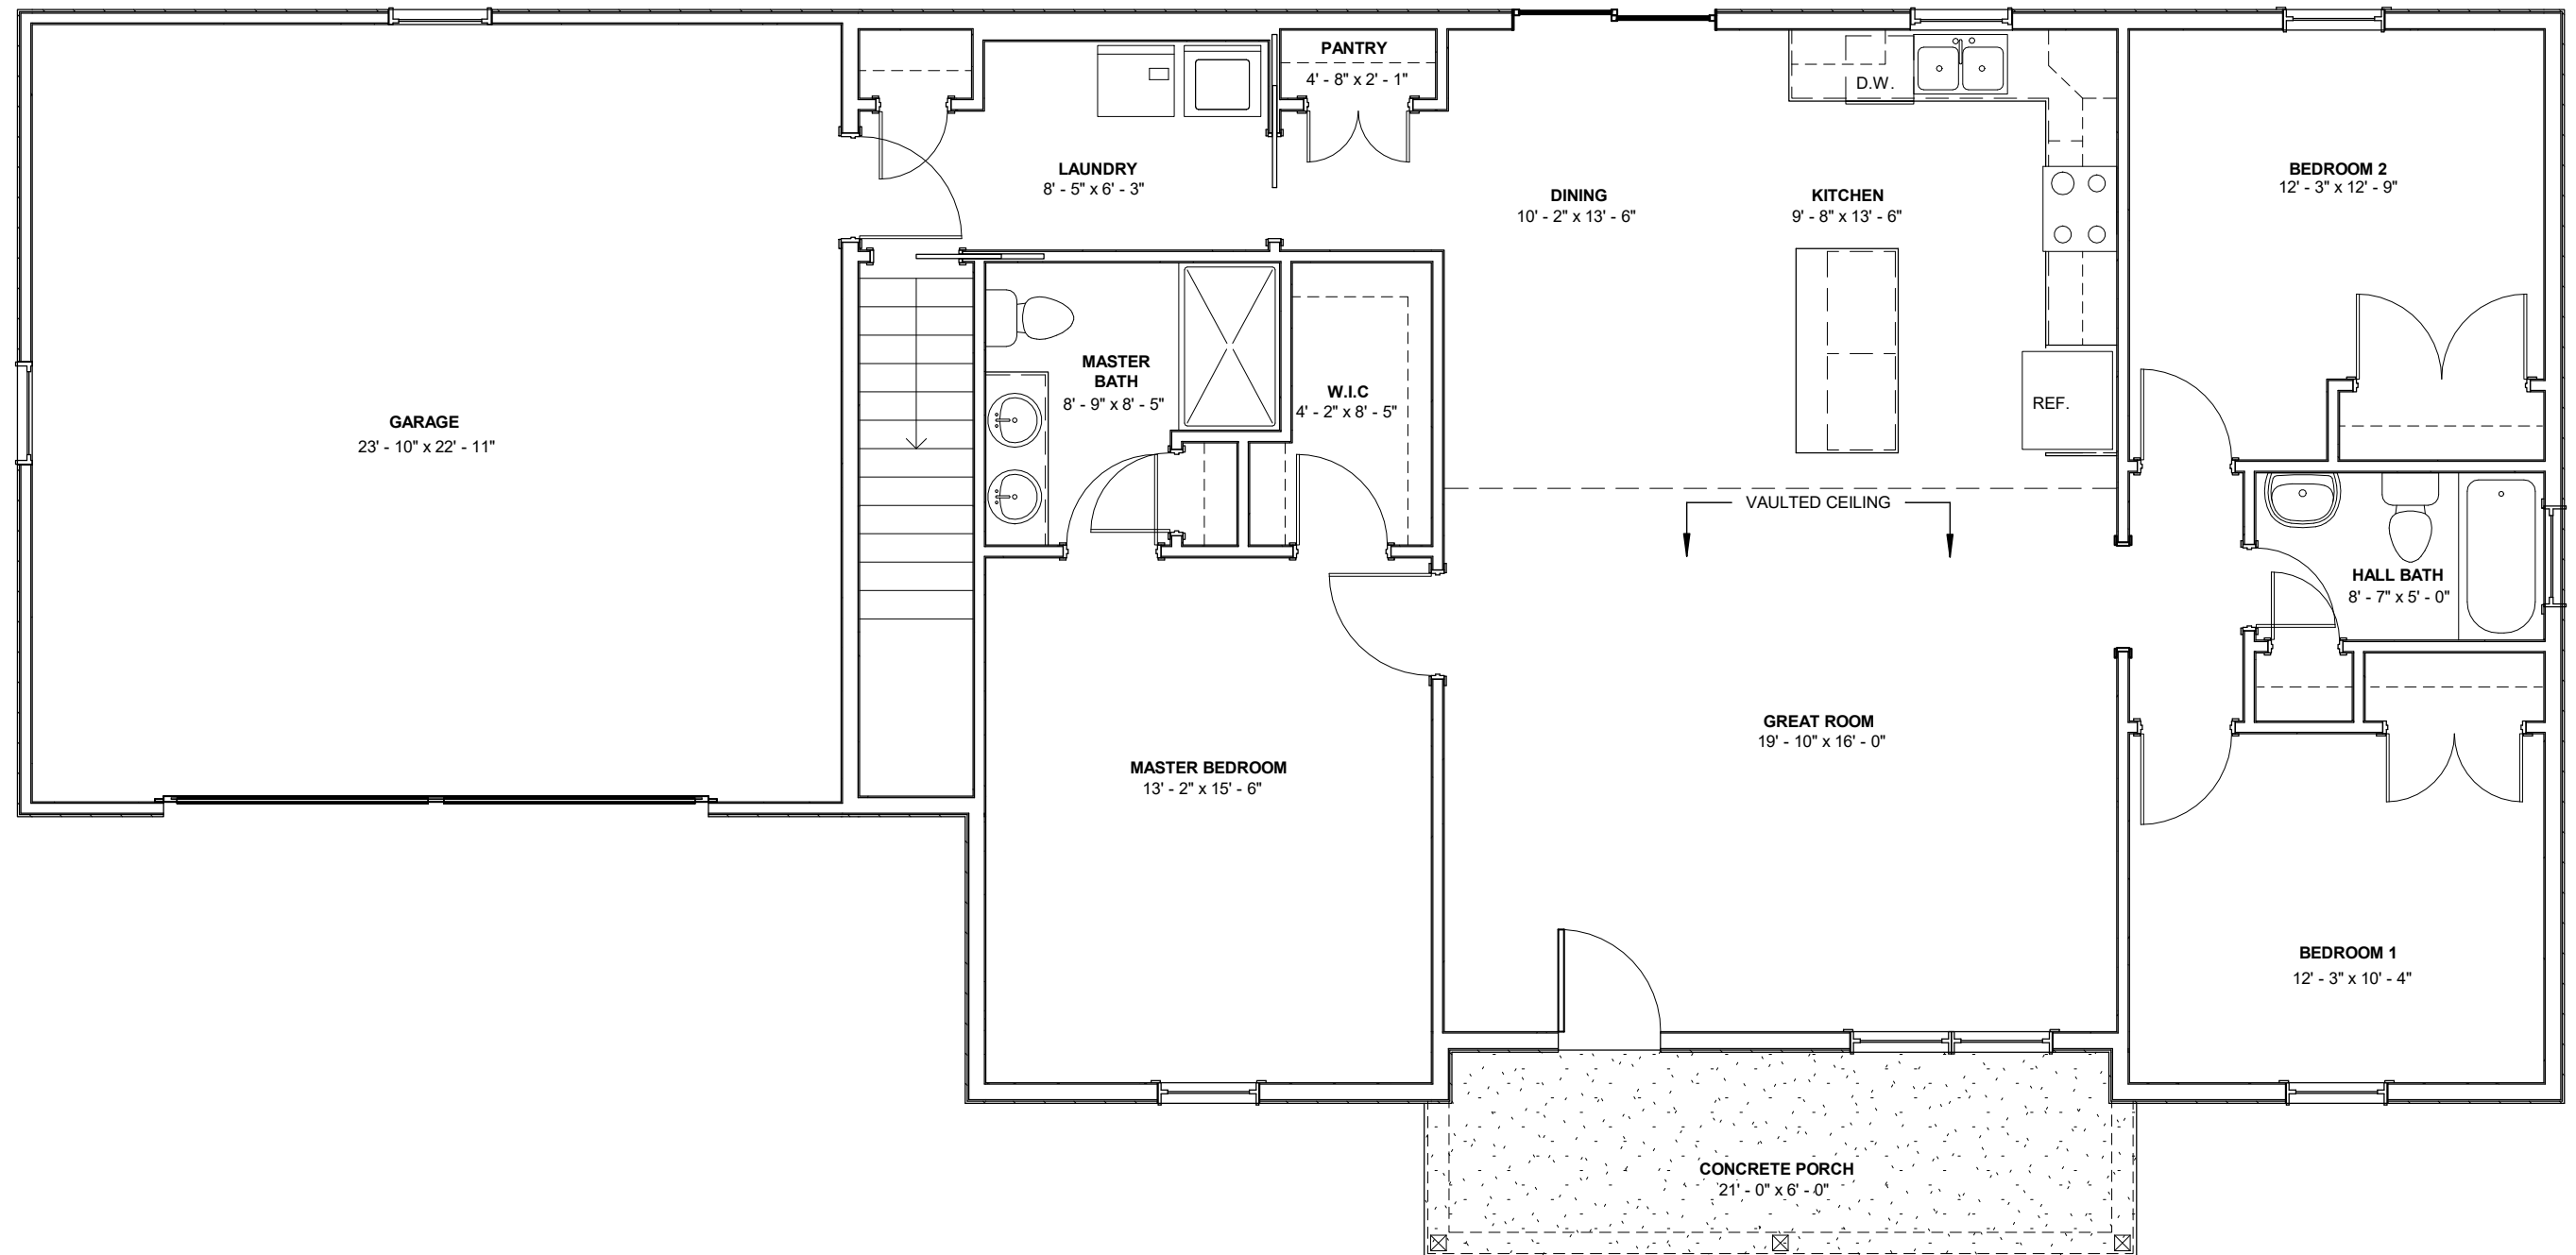 PANTRY
4' - 8" x 2' - 1"
D.W.
LAUNDRY
8' - 5" x 6' - 3"
DINING
10' - 2" x 13' - 6"
KITCHEN
9' - 8" x 13' - 6"
BEDROOM 2
12' - 3" x 12' - 9"
MASTER
BATH
8' - 9" x 8' - 5"
W.I.C
4' - 2" x 8' - 5"
REF.
GARAGE
23' - 10" x 22' - 11"
VAULTED CEILING
HALL BATH
8' - 7" x 5' - 0"
GREAT ROOM
19' - 10" x 16' - 0"
MASTER BEDROOM
13' - 2" x 15' - 6"
BEDROOM 1
12' - 3" x 10' - 4"
CONCRETE PORCH
21' - 0" x 6' - 0"